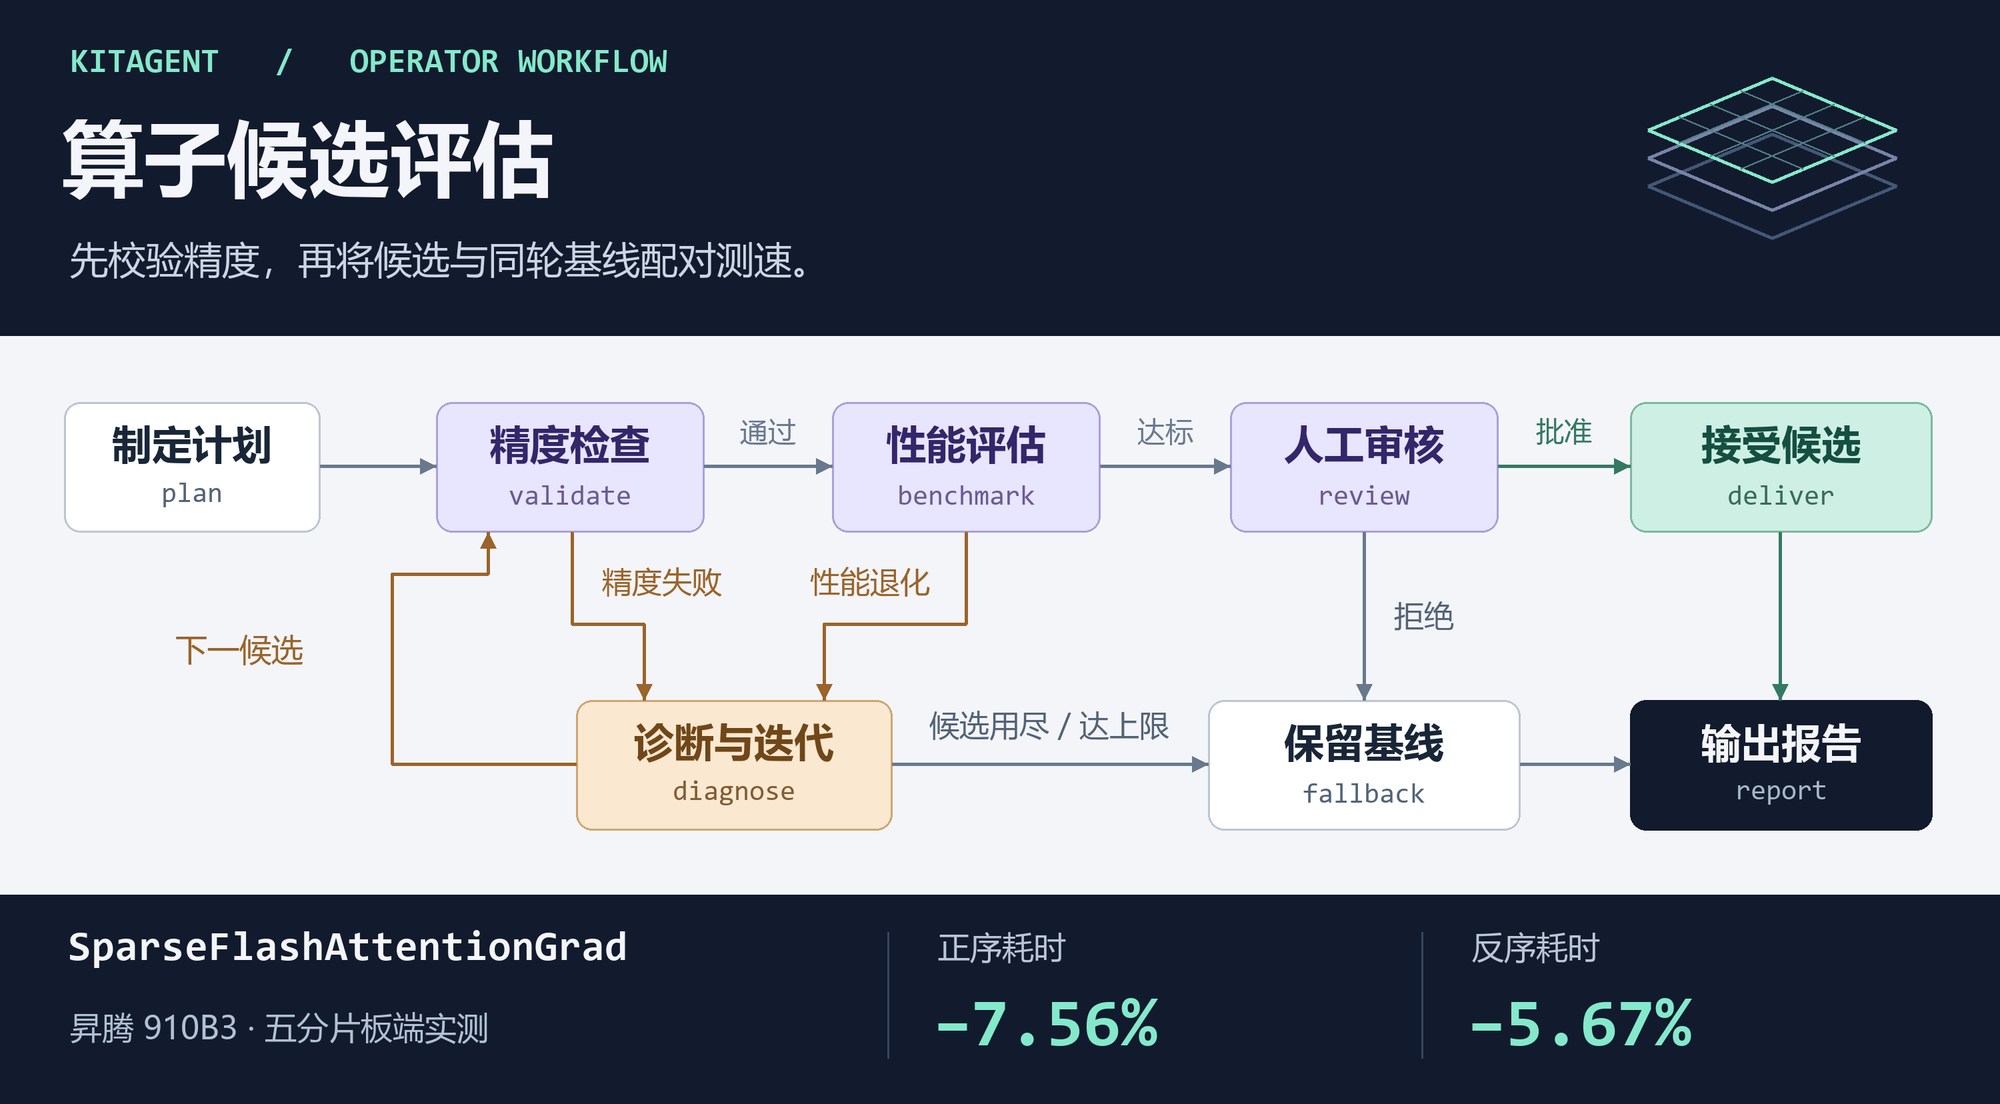 KITAGENT / OPERATOR WORKFLOW
算子候选评估
先校验精度，再将候选与同轮基线配对测速。
制定计划
plan
精度检查
validate
通过
性能评估
benchmark
达标
人工审核
review
批准
接受候选
deliver
精度失败
性能退化
拒绝
下一候选
诊断与迭代
diagnose
候选用尽 / 达上限
保留基线
fallback
输出报告
report
SparseFlashAttentionGrad
昇腾 910B3 · 五分片板端实测
正序耗时
-7.56%
反序耗时
-5.67%